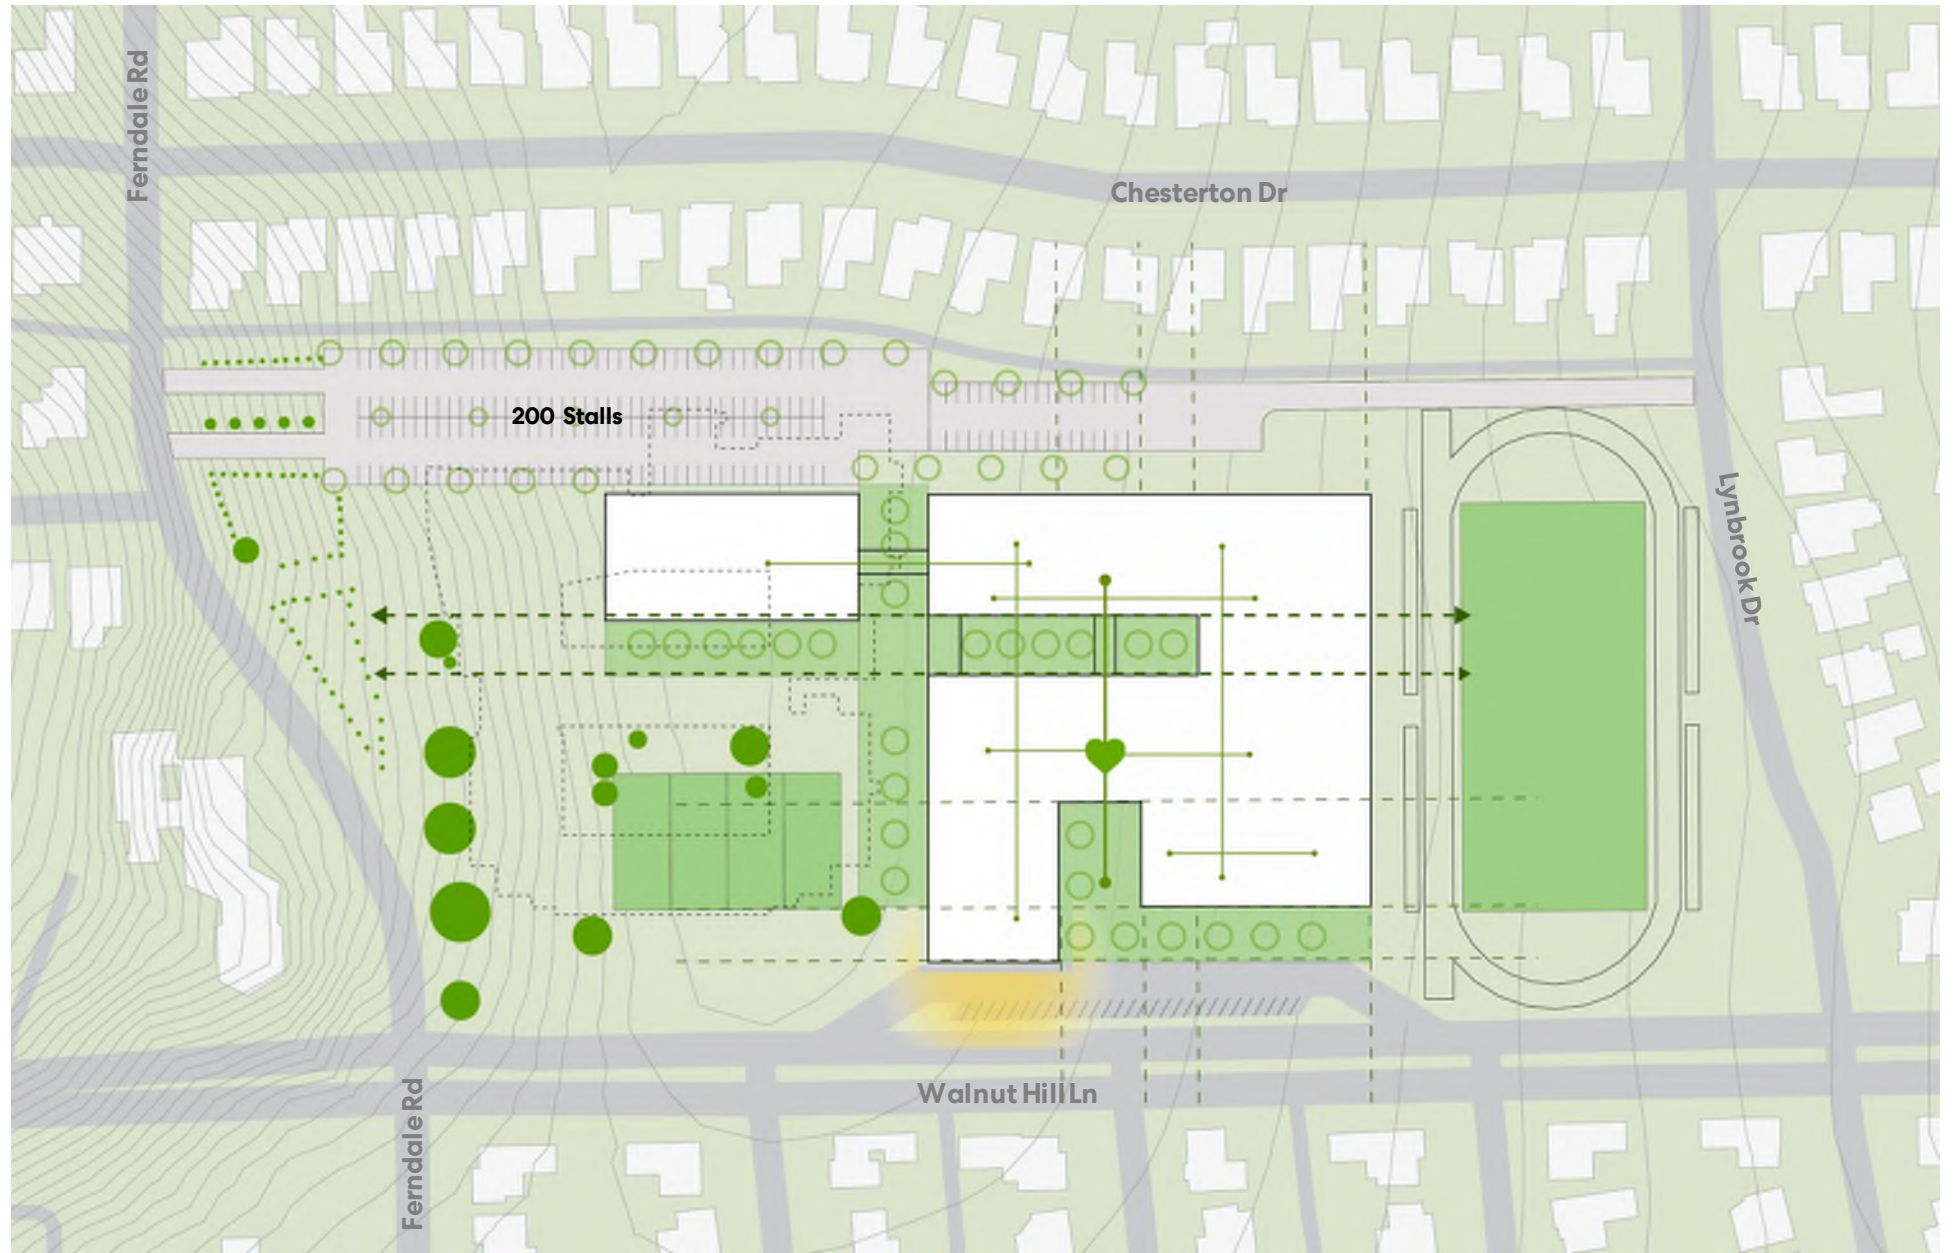 Ferndale Rd
Chesterton Dr
200 Stalls
Lynbrook Dr
Walnut Hill Ln
Ferndale Rd